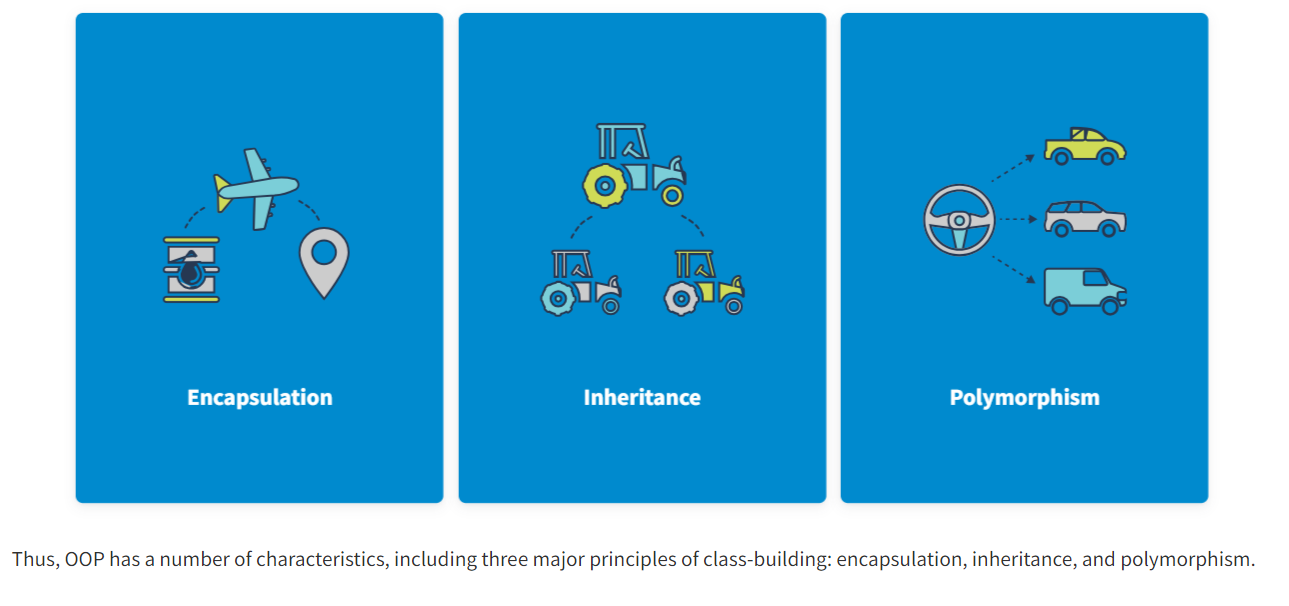 Encapsulation
Inheritance
Polymorphism
Thus, OOP has a number of characteristics, including three major principles of class-building: encapsulation, inheritance, and polymorphism.